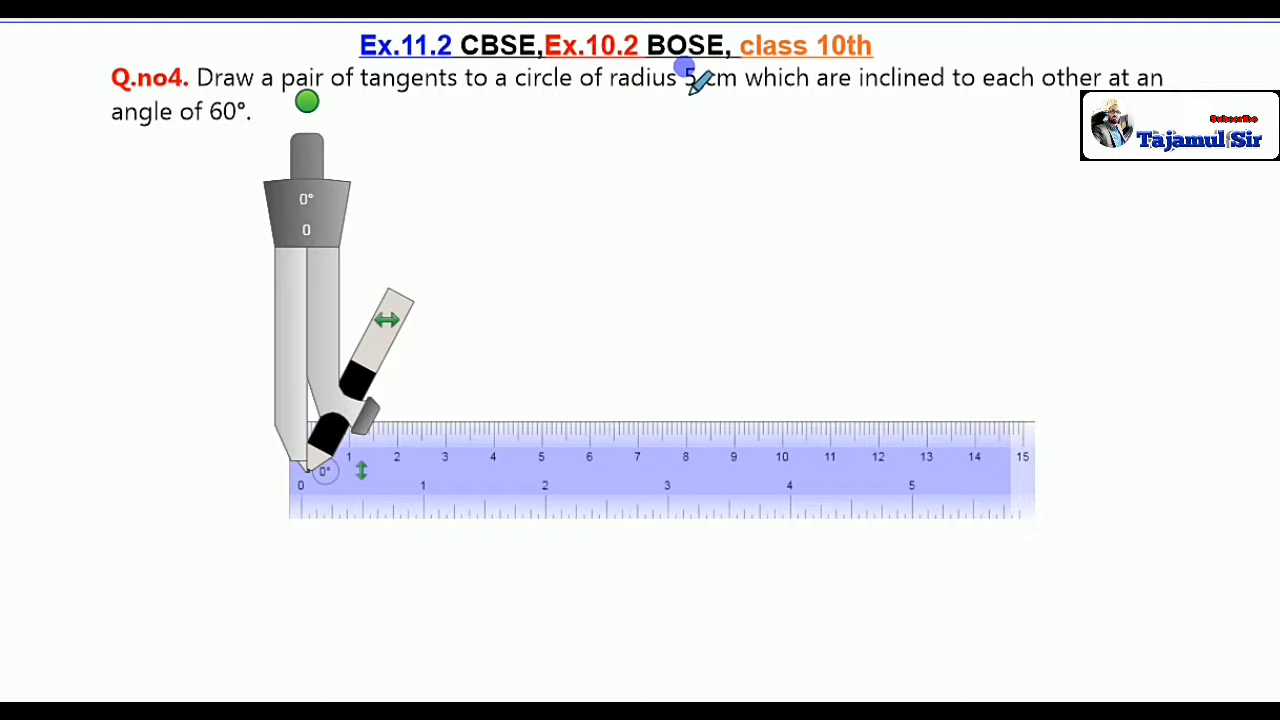 Ex.11.2 CBSE,Ex.10.2 BOSE, class 10th
Q.no4. Draw a pair of tangents to a circle of radius 5 cm which are inclined to each other at an
angle of 60°.
Subscribe
Tajamul Sir
0°
0
1 2 3 4 5 6 7 8 9 10 11 12 13 14 15
0°
0 1 2 3 4 5